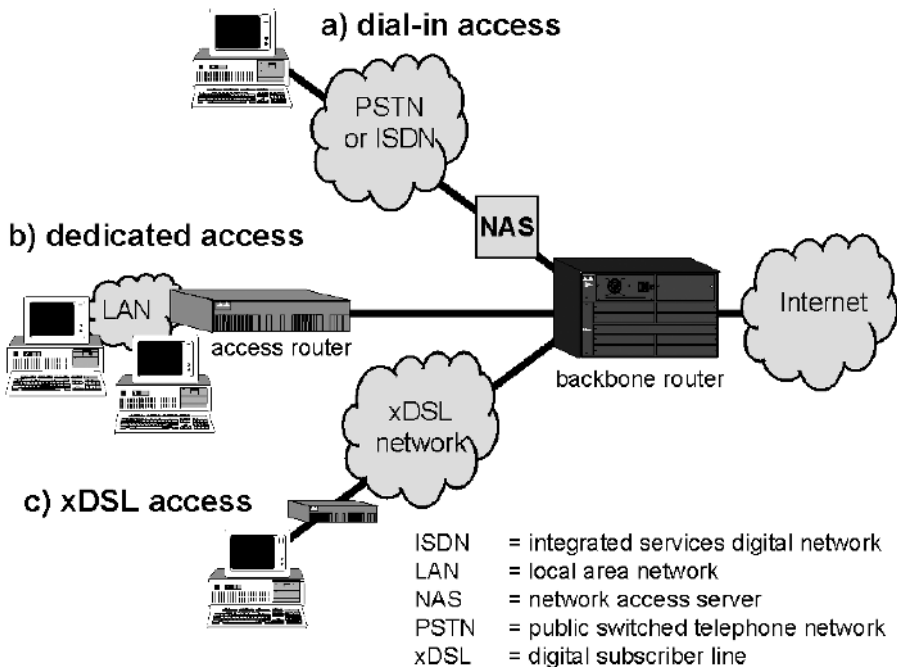 a) dial-in access
PSTN
or ISDN
NAS
b) dedicated access
LAN
access router
Internet
backbone router
xDSL
network
c) xDSL access
ISDN = integrated services digital network
LAN = local area network
NAS = network access server
PSTN = public switched telephone network
xDSL = digital subscriber line